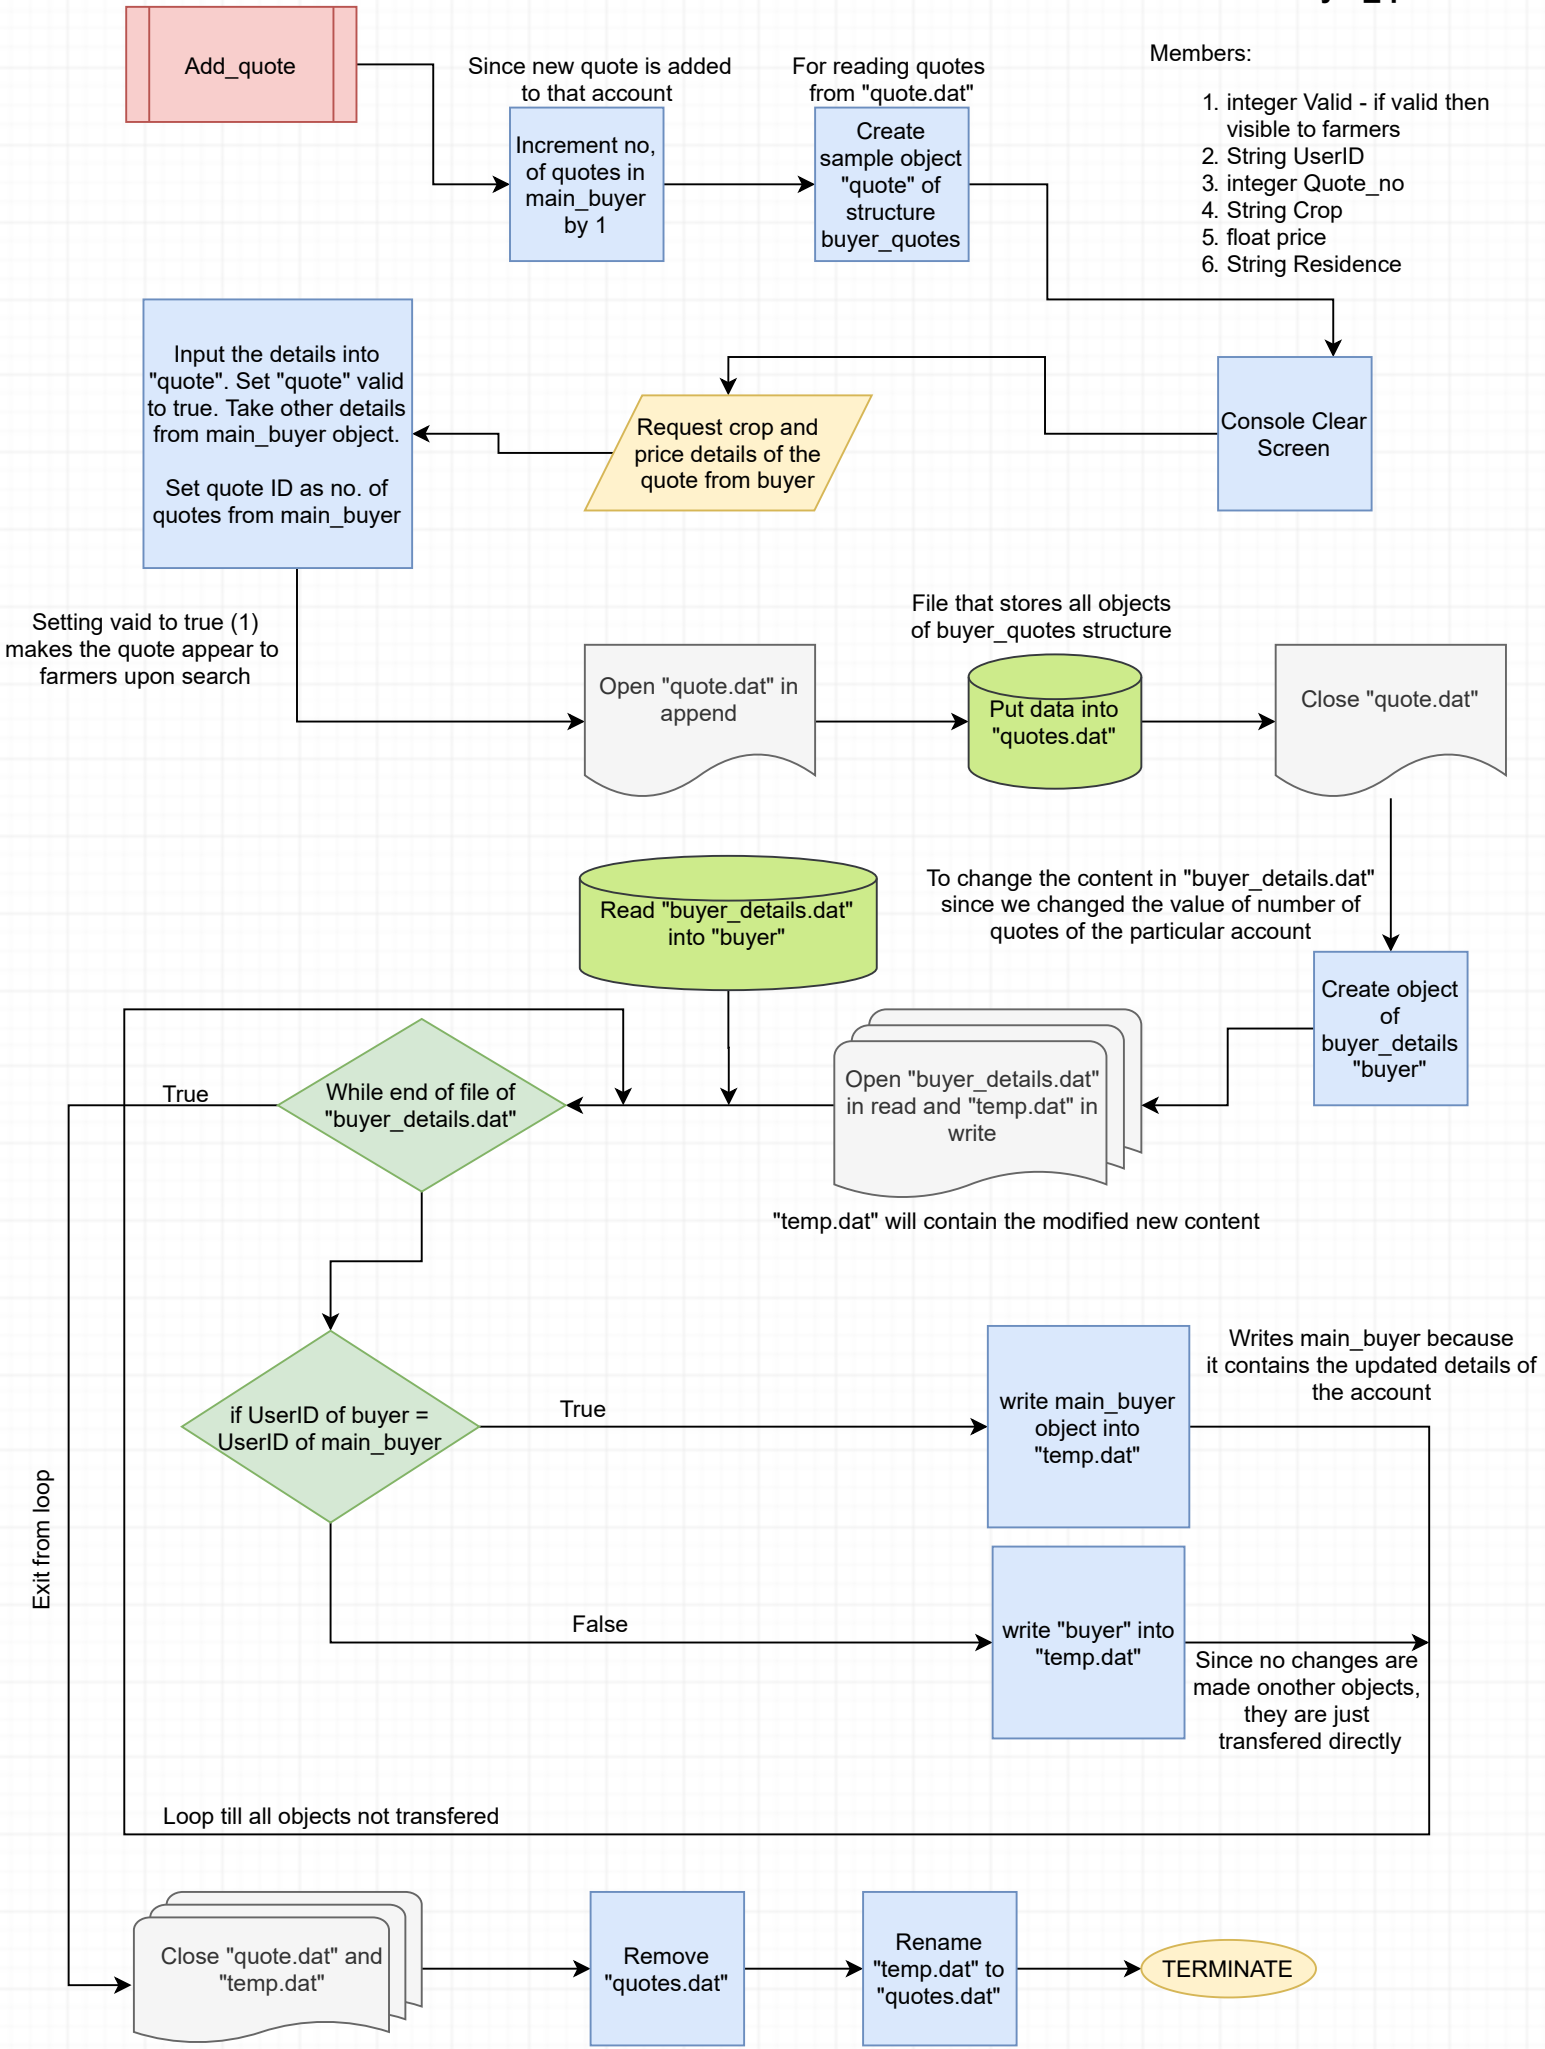 Add_quote
Since new quote is added
to that account
Increment no,
of quotes in
main_buyer
by 1
For reading quotes
from "quote.dat"
Create
sample object
"quote" of
structure
buyer_quotes
Members:
1. integer Valid - if valid then
visible to farmers
2. String UserID
3. integer Quote_no
4. String Crop
5. float price
6. String Residence
Console Clear
Screen
Request crop and
price details of the
quote from buyer
Input the details into
"quote". Set "quote" valid
to true. Take other details
from main_buyer object.
Set quote ID as no. of
quotes from main_buyer
Setting vaid to true (1)
makes the quote appear to
farmers upon search
Open "quote.dat" in
append
File that stores all objects
of buyer_quotes structure
Put data into
"quotes.dat"
Close "quote.dat"
To change the content in "buyer_details.dat"
since we changed the value of number of
quotes of the particular account
Create object
of
buyer_details
"buyer"
Read "buyer_details.dat"
into "buyer"
Open "buyer_details.dat"
in read and "temp.dat" in
write
"temp.dat" will contain the modified new content
While end of file of
"buyer_details.dat"
True
if UserID of buyer =
UserID of main_buyer
True
write main_buyer
object into
"temp.dat"
Writes main_buyer because
it contains the updated details of
the account
Exit from loop
False
write "buyer" into
"temp.dat"
Since no changes are
made onother objects,
they are just
transfered directly
Loop till all objects not transfered
Close "quote.dat" and
"temp.dat"
Remove
"quotes.dat"
Rename
"temp.dat" to
"quotes.dat"
TERMINATE